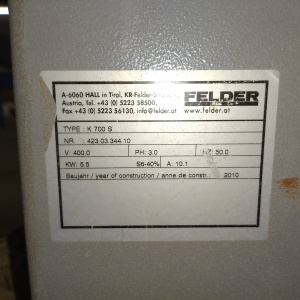 A-6060 HALL in Tirol, KR-Felder-
Austria, Tel. +43 (0) 5223 58500,
Fax +43 (0) 5223 56130, info@felder.at
FELDER
www.felder.at
TYPE : K 700 S
NR. : 423.03.344.10
V: 400.0 PH: 3.0 HZ: 50.0
KW: 5.5 S6-40% A: 10.1
Baujahr / year of construction / anne de constr.: 2010